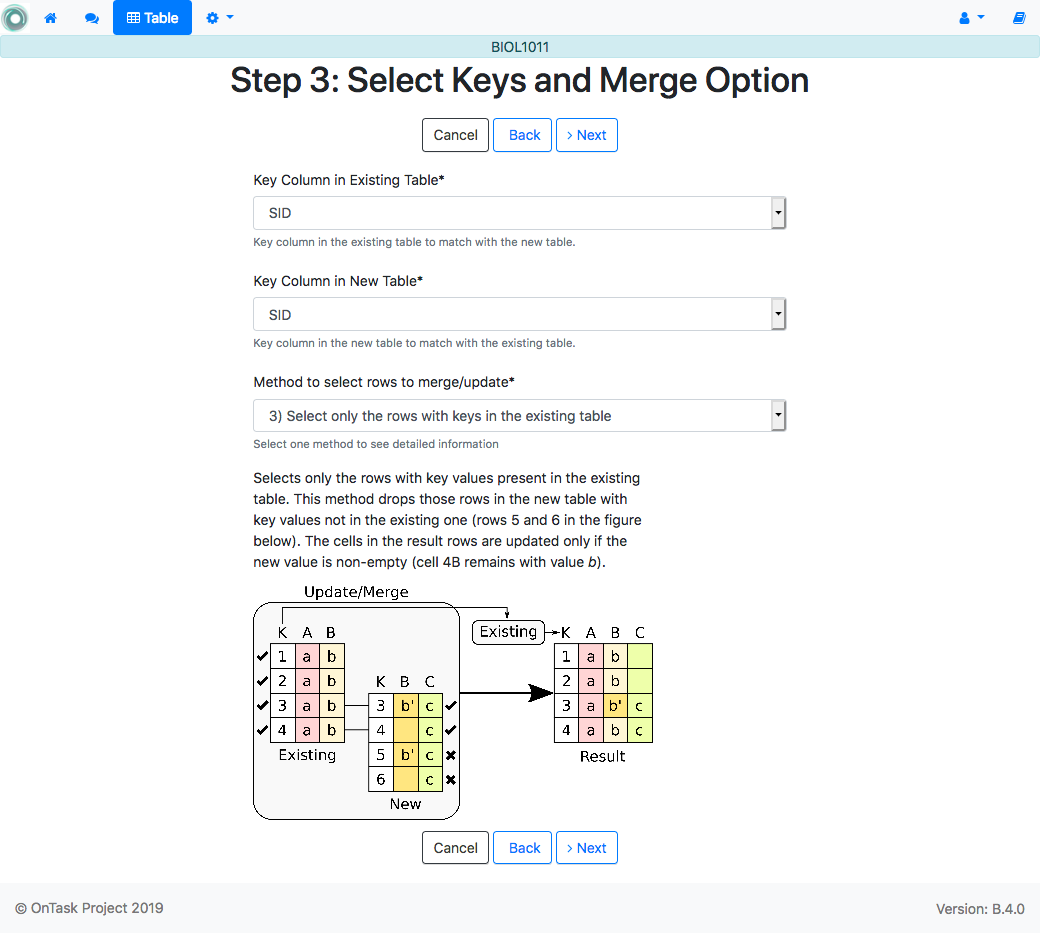 Table
BIOL1011
Step 3: Select Keys and Merge Option
Cancel Back > Next
Key Column in Existing Table*
SID
Key column in the existing table to match with the new table.
Key Column in New Table*
SID
Key column in the new table to match with the existing table.
Method to select rows to merge/update*
3) Select only the rows with keys in the existing table
Select one method to see detailed information
Selects only the rows with key values present in the existing
table. This method drops those rows in the new table with
key values not in the existing one (rows 5 and 6 in the figure
below). The cells in the result rows are updated only if the
new value is non-empty (cell 4B remains with value b).
Update/Merge
K A B
1 a b
2 a b
3 a b
4 a b
Existing
K B C
3 b' c
4 c
5 b' c
6 c
New
Existing
K A B C
1 a b
2 a b
3 a b' c
4 a b c
Result
Cancel Back > Next
© OnTask Project 2019
Version: B.4.0